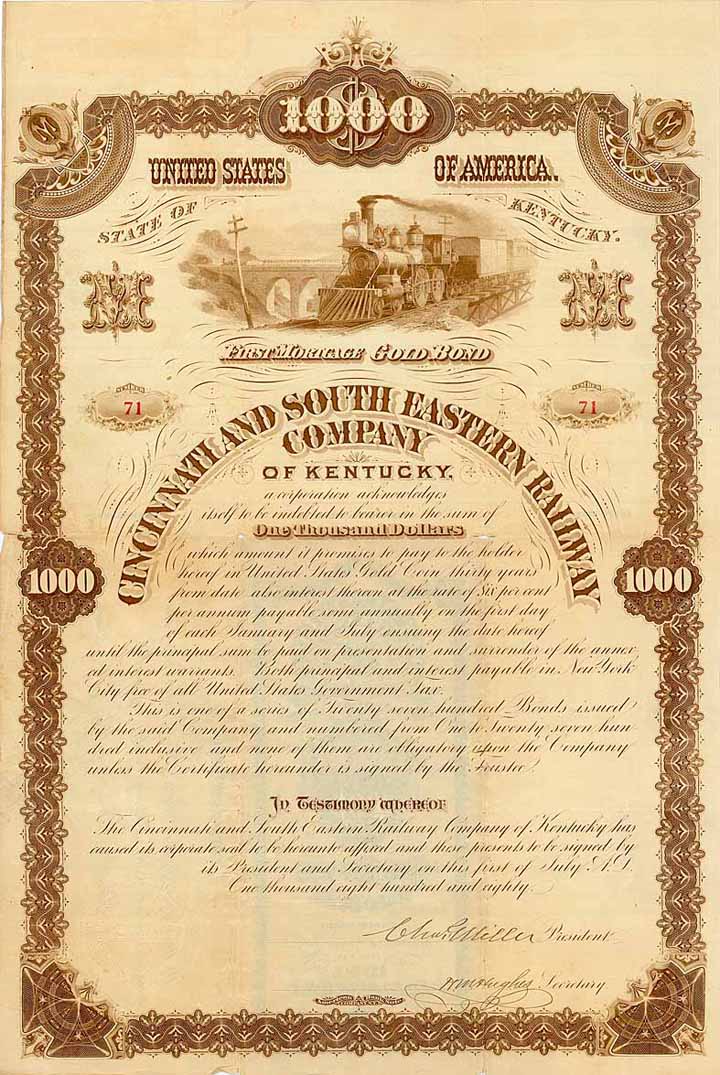 1000
M
M
UNITED STATES OF AMERICA.
STATE OF KENTUCKY.
M M
FIRST MORTGAGE GOLD BOND
NUMBER NUMBER
71 71
CINCINNATI AND SOUTH EASTERN RAILWAY
COMPANY
OF KENTUCKY,
a corporation acknowledges
itself to be indebted to bearer in the sum of
One Thousand Dollars
which amount it promises to pay to the holder
1000 1000
hereof in United States Gold Coin thirty years
from date also interest thereon at the rate of Six per cent
per annum payable semi annually on the first day
of each January and July ensuing the date hereof
until the principal sum be paid on presentation and surrender of the annex-
ed interest warrants. Both principal and interest payable in New York
City free of all United States Government Tax.
This is one of a series of Twenty seven hundred Bonds issued
by the said Company and numbered from One to Twenty seven hun
dred inclusive and none of them are obligatory upon the Company
unless the Certificate hereunder is signed by the Trustee.
In Testimony whereof
The Cincinnati and South Eastern Railway Company of Kentucky has
caused its corporate seal to be hereunto affixed and these presents to be signed by
its President and Secretary on this first of July A.D.
One thousand eight hundred and eighty.
Chas. Miller President
Hughes Secretary